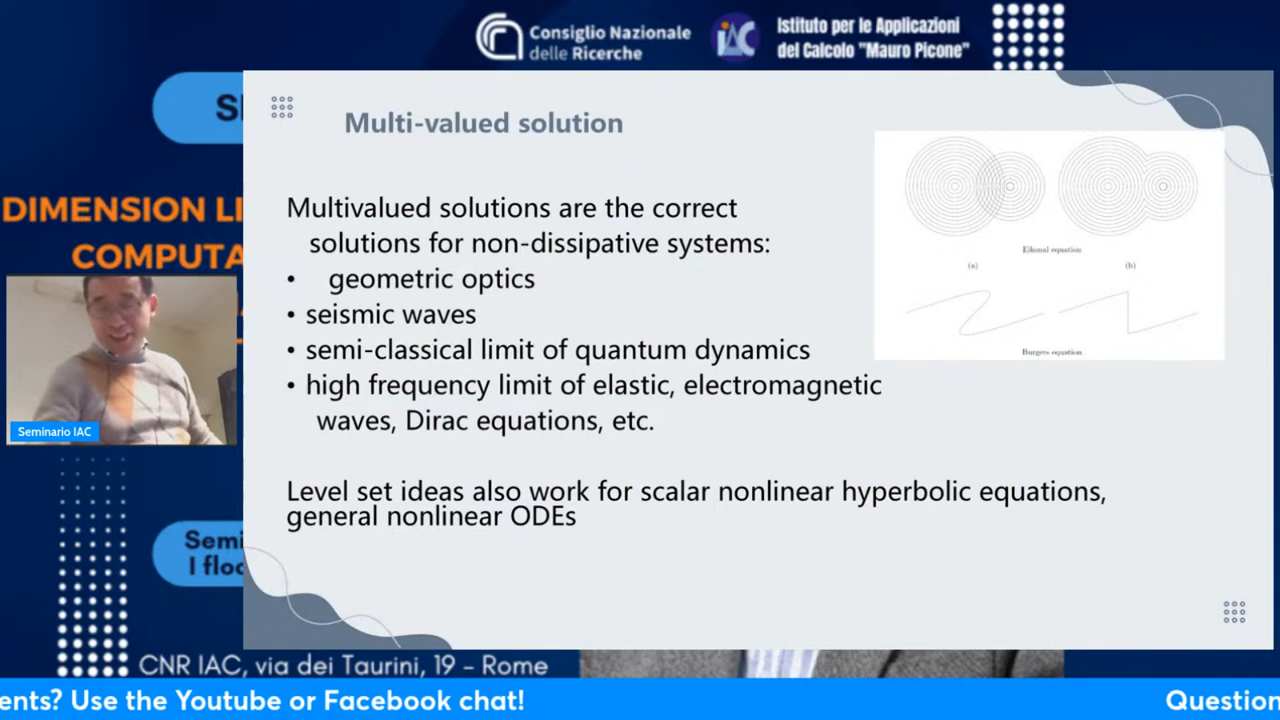 Consiglio Nazionale
delle Ricerche
iAC
Istituto per le Applicazioni
del Calcolo "Mauro Picone"
DIMENSION LI
COMPUTA
Seminario IAC
Semi
I floo
Multi-valued solution
Multivalued solutions are the correct
solutions for non-dissipative systems:
• geometric optics
• seismic waves
• semi-classical limit of quantum dynamics
• high frequency limit of elastic, electromagnetic
waves, Dirac equations, etc.
Level set ideas also work for scalar nonlinear hyperbolic equations,
general nonlinear ODEs
Eikonal equation
(a) (b)
Burgers equation
CNR IAC, via dei Taurini, 19 – Rome
ents? Use the Youtube or Facebook chat! Question